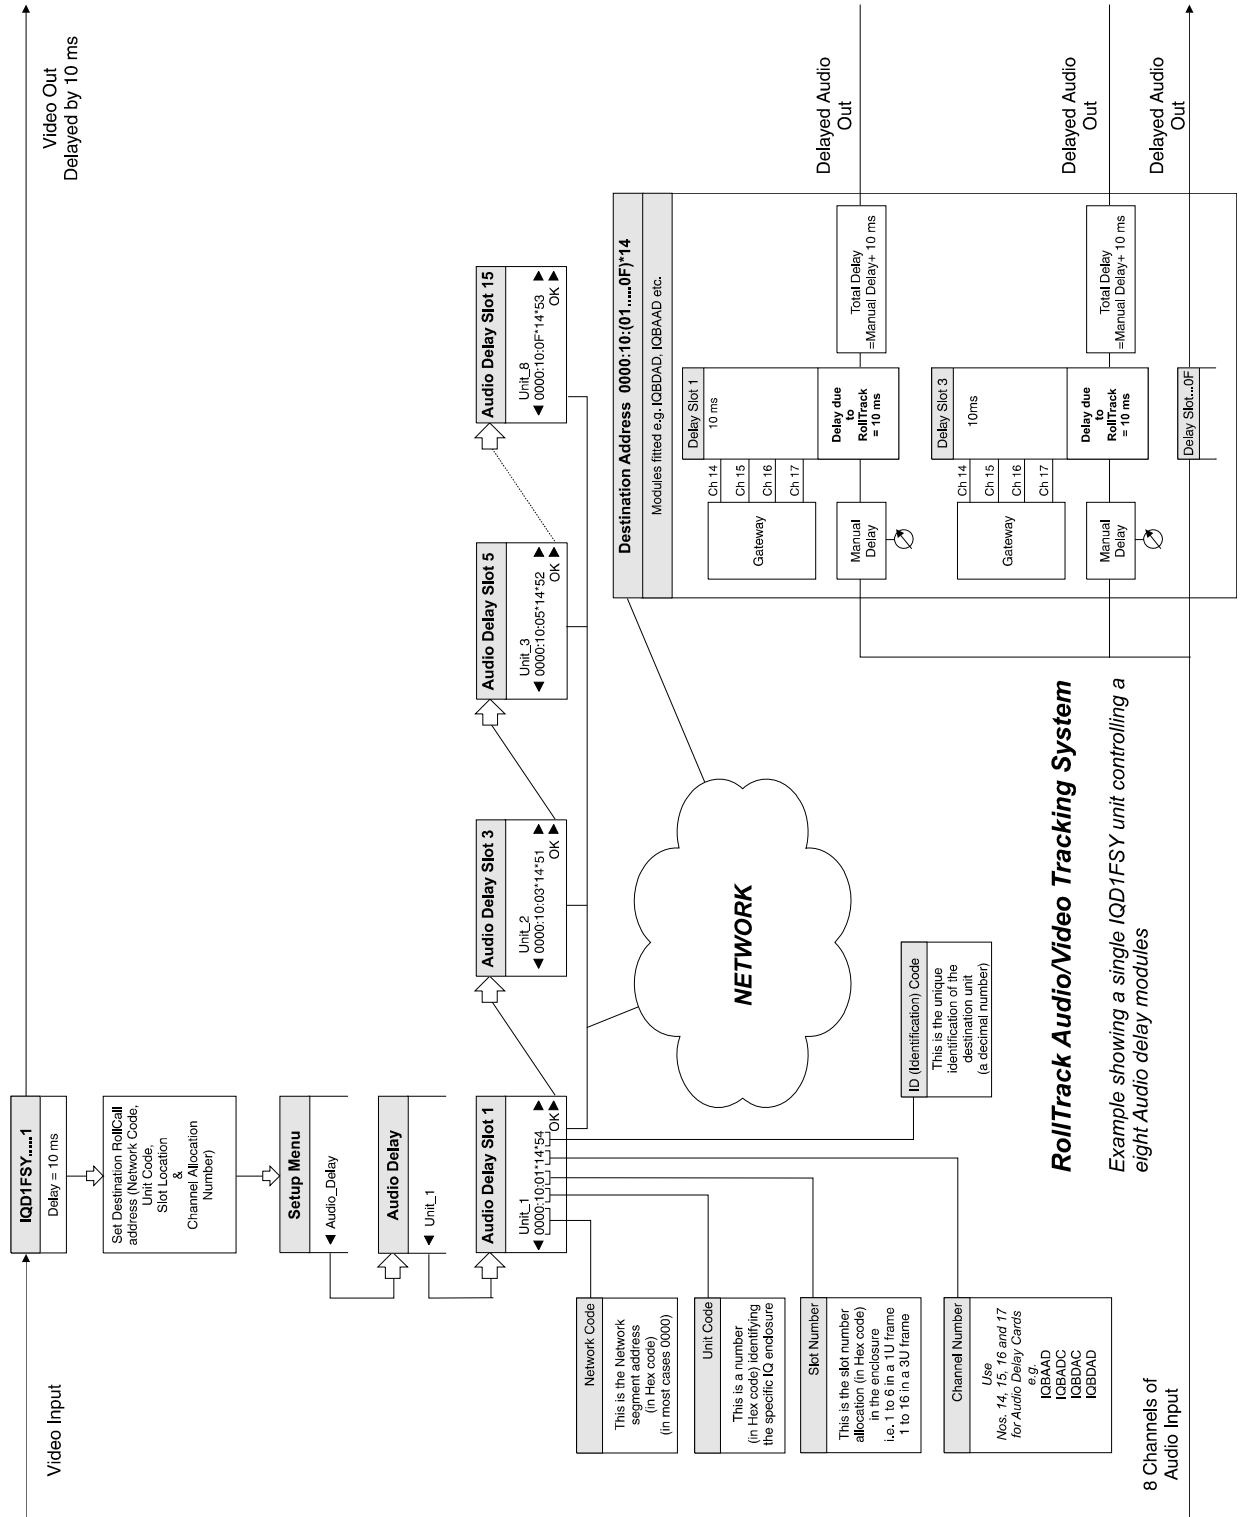 Video Input
Video Out
Delayed by 10 ms
IQD1FSY.....1
Delay = 10 ms
Set Destination RollCall
address (Network Code,
Unit Code,
Slot Location
&
Channel Allocation
Number)
Setup Menu
◀ Audio_Delay
Audio Delay
◀ Unit_1
Audio Delay Slot 1
Unit_1 ▶
◀ 0000:10:01*14*54
OK ▶
Audio Delay Slot 3
Unit_2 ▶
◀ 0000:10:03*14*51
OK ▶
Audio Delay Slot 5
Unit_3 ▶
◀ 0000:10:05*14*52
OK ▶
Audio Delay Slot 15
Unit_8 ▶
◀ 0000:10:0F*14*53
OK ▶
Network Code
This is the Network
segment address
(in Hex code)
(in most cases 0000)
Unit Code
This is a number
(in Hex code) identifying
the specific IQ enclosure
Slot Number
This is the slot number
allocation (in Hex code)
in the enclosure
i.e. 1 to 6 in a 1U frame
1 to 16 in a 3U frame
Channel Number
Use
Nos. 14, 15, 16 and 17
for Audio Delay Cards
e.g.
IQBAAD
IQBADC
IQBDAC
IQBDAD
ID (Identification) Code
This is the unique
identification of the
destination unit
(a decimal number)
NETWORK
Destination Address 0000:10:(01.....0F)*14
Modules fitted e.g. IQBDAD, IQBAAD etc.
Delay Slot 1
10 ms
Gateway
Ch 14
Ch 15
Ch 16
Ch 17
Manual
Delay
Delay due
to
RollTrack
= 10 ms
Total Delay
=Manual Delay+ 10 ms
Delayed Audio
Out
Delay Slot 3
10ms
Gateway
Ch 14
Ch 15
Ch 16
Ch 17
Manual
Delay
Delay due
to
RollTrack
= 10 ms
Total Delay
=Manual Delay+ 10 ms
Delayed Audio
Out
Delay Slot...0F
Delayed Audio
Out
8 Channels of
Audio Input
RollTrack Audio/Video Tracking System
Example showing a single IQD1FSY unit controlling a
eight Audio delay modules